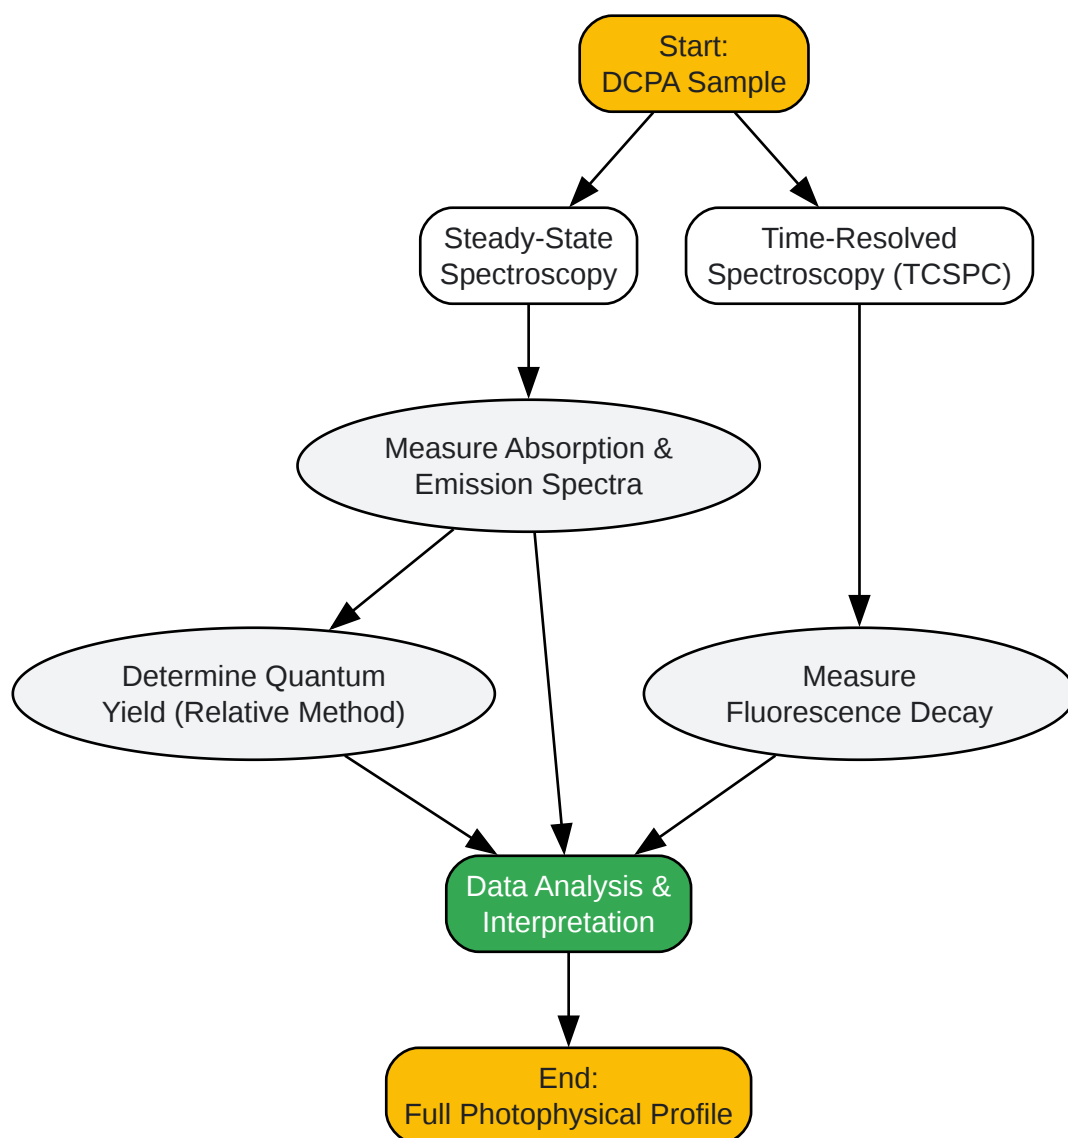 Start:
DCPA Sample
Steady-State
Spectroscopy
Time-Resolved
Spectroscopy (TCSPC)
Measure Absorption &
Emission Spectra
Determine Quantum
Yield (Relative Method)
Measure
Fluorescence Decay
Data Analysis &
Interpretation
End:
Full Photophysical Profile